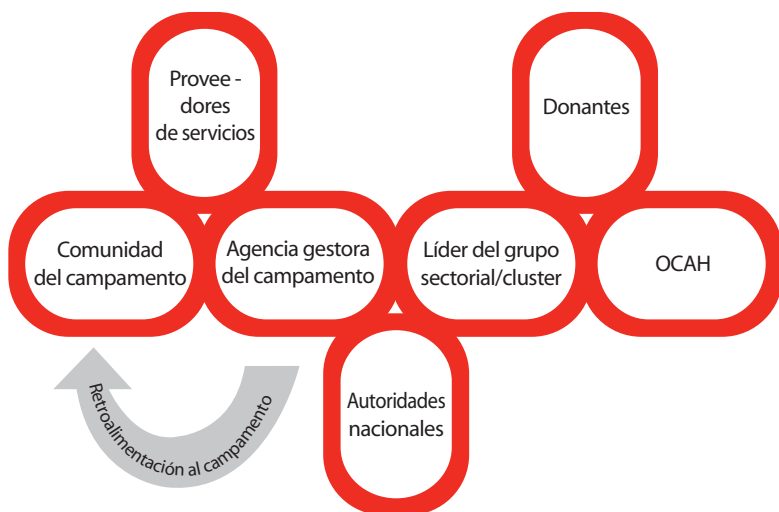 Provee -
dores
de servicios
Donantes
Comunidad
del campamento
Agencia gestora
del campamento
Líder del grupo
sectorial/cluster
OCAH
Retroalimentación al campamento
Autoridades
nacionales